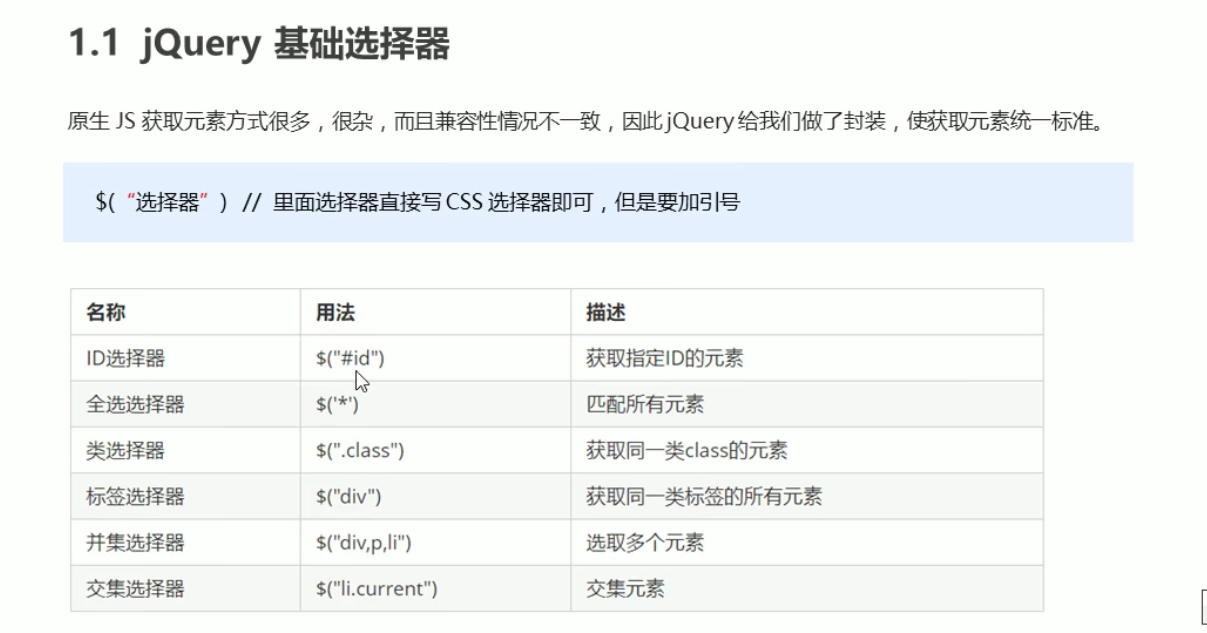 1.1 jQuery 基础选择器
原生 JS 获取元素方式很多，很杂，而且兼容性情况不一致，因此 jQuery 给我们做了封装，使获取元素统一标准。
$(“选择器”) // 里面选择器直接写 CSS 选择器即可，但是要加引号
名称 用法 描述
ID选择器 $("#id") 获取指定ID的元素
全选选择器 $('*') 匹配所有元素
类选择器 $(".class") 获取同一类class的元素
标签选择器 $("div") 获取同一类标签的所有元素
并集选择器 $("div,p,li") 选取多个元素
交集选择器 $("li.current") 交集元素